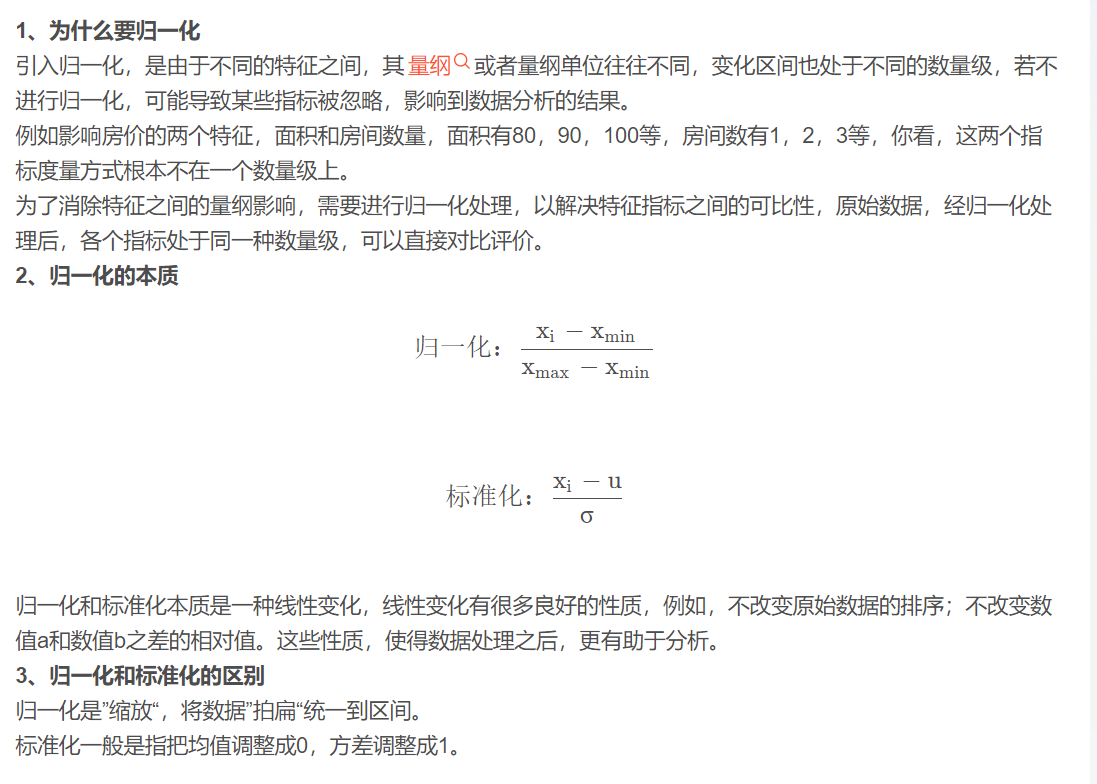 1、为什么要归一化
引入归一化，是由于不同的特征之间，其量纲或者量纲单位往往不同，变化区间也处于不同的数量级，若不
进行归一化，可能导致某些指标被忽略，影响到数据分析的结果。
例如影响房价的两个特征，面积和房间数量，面积有80，90，100等，房间数有1，2，3等，你看，这两个指
标度量方式根本不在一个数量级上。
为了消除特征之间的量纲影响，需要进行归一化处理，以解决特征指标之间的可比性，原始数据，经归一化处
理后，各个指标处于同一种数量级，可以直接对比评价。
2、归一化的本质
归一化： (xᵢ − x_min) / (x_max − x_min)
标准化： (xᵢ − u) / σ
归一化和标准化本质是一种线性变化，线性变化有很多良好的性质，例如，不改变原始数据的排序；不改变数
值a和数值b之差的相对值。这些性质，使得数据处理之后，更有助于分析。
3、归一化和标准化的区别
归一化是”缩放“，将数据”拍扁“统一到区间。
标准化一般是指把均值调整成0，方差调整成1。